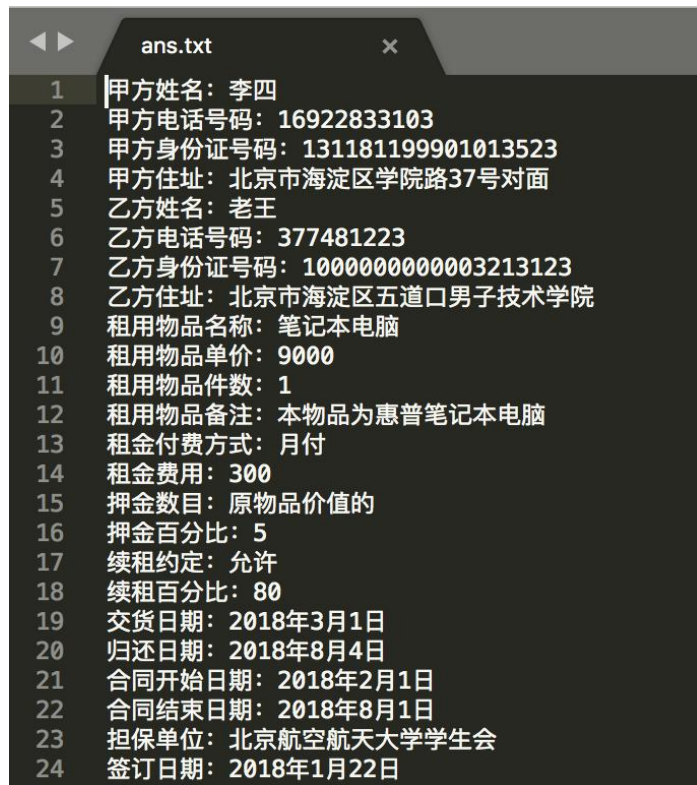 ans.txt
1 甲方姓名：李四
2 甲方电话号码：16922833103
3 甲方身份证号码：131181199901013523
4 甲方住址：北京市海淀区学院路37号对面
5 乙方姓名：老王
6 乙方电话号码：377481223
7 乙方身份证号码：1000000000003213123
8 乙方住址：北京市海淀区五道口男子技术学院
9 租用物品名称：笔记本电脑
10 租用物品单价：9000
11 租用物品件数：1
12 租用物品备注：本物品为惠普笔记本电脑
13 租金付费方式：月付
14 租金费用：300
15 押金数目：原物品价值的
16 押金百分比：5
17 续租约定：允许
18 续租百分比：80
19 交货日期：2018年3月1日
20 归还日期：2018年8月4日
21 合同开始日期：2018年2月1日
22 合同结束日期：2018年8月1日
23 担保单位：北京航空航天大学学生会
24 签订日期：2018年1月22日